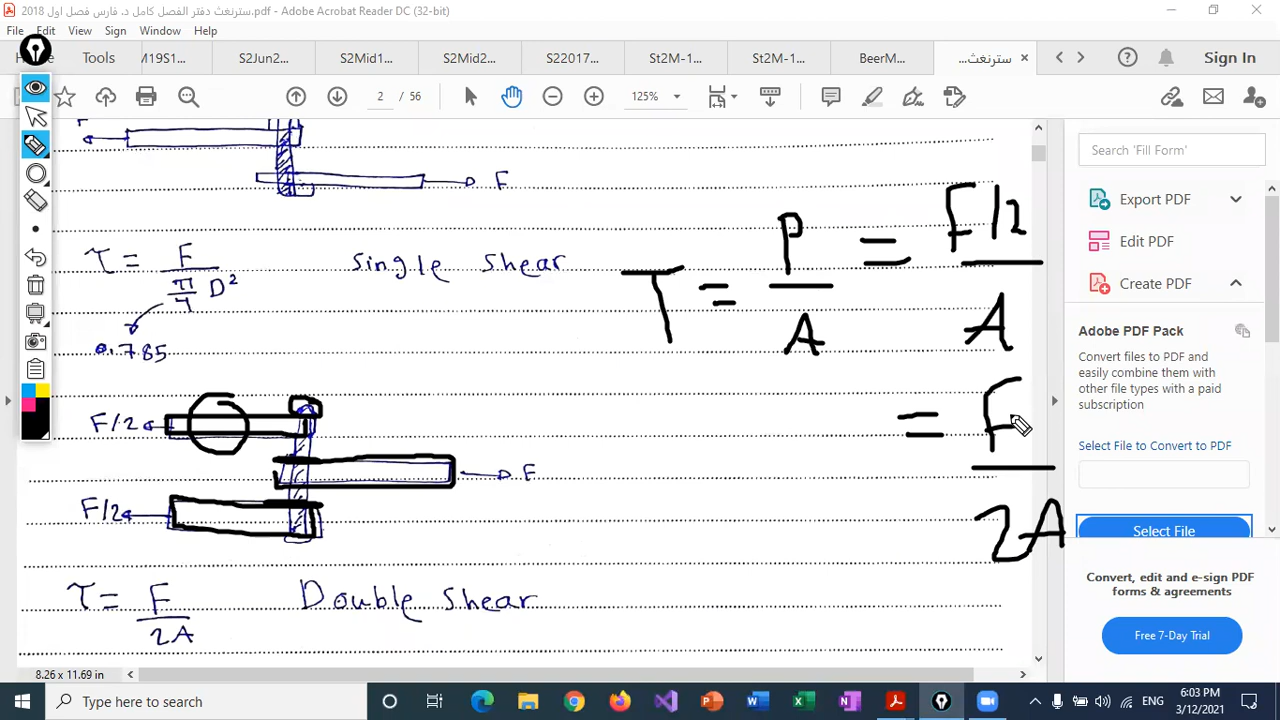 سترنغث دفتر الفصل كامل د. فارس فصل اول 2018.pdf - Adobe Acrobat Reader DC (32-bit)
File Edit View Sign Window Help
Tools
M19S1...
S2Jun2...
S2Mid1...
S2Mid2...
S22017...
St2M-1...
St2M-1...
BeerM...
سترنغث...
Sign In
2 / 56
125%
F
F
τ = F / (π/4 D²)
single shear
0.785
T = P / A = F/2 / A
= F / 2A
F/2
F
F/2
τ = F / 2A
Double shear
8.26 x 11.69 in
Search 'Fill Form'
Export PDF
Edit PDF
Create PDF
Adobe PDF Pack
Convert files to PDF and
easily combine them with
other file types with a paid
subscription
Select File to Convert to PDF
Select File
Convert, edit and e-sign PDF
forms & agreements
Free 7-Day Trial
Type here to search
ENG
6:03 PM
3/12/2021